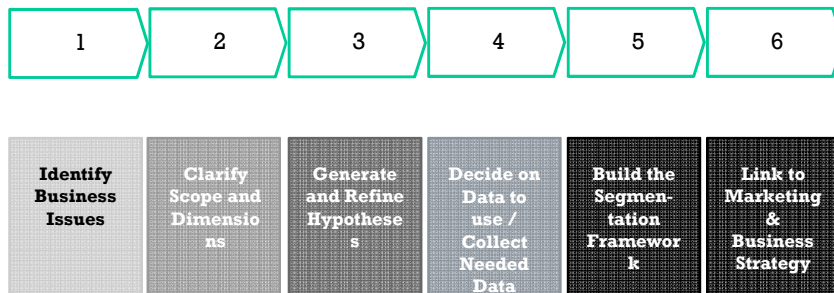 1
2
3
4
5
6
Identify
Business
Issues
Clarify
Scope and
Dimensio
ns
Generate
and Refine
Hypothese
s
Decide on
Data to
use /
Collect
Needed
Data
Build the
Segmen-
tation
Framewor
k
Link to
Marketing
&
Business
Strategy